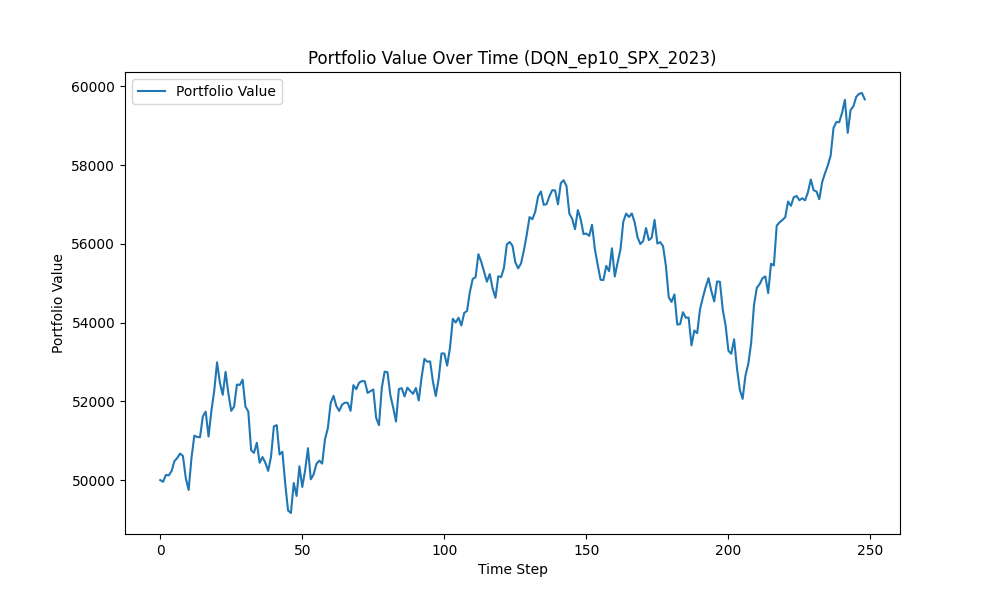 Portfolio Value Over Time (DQN_ep10_SPX_2023)
Portfolio Value
60000
58000
56000
54000
52000
50000
Portfolio Value
0 50 100 150 200 250
Time Step